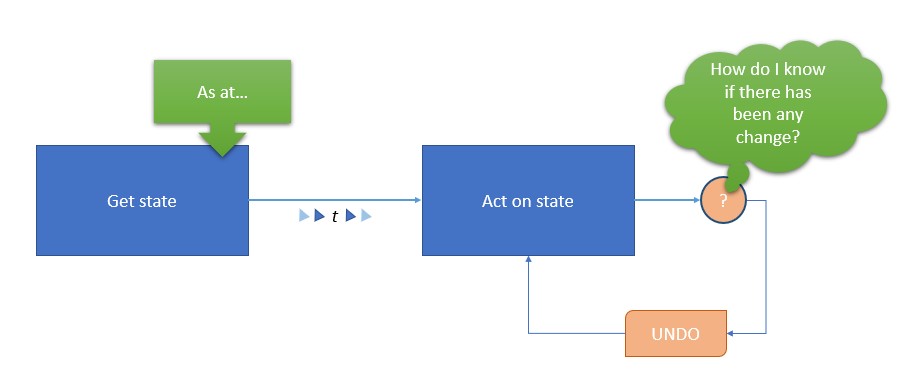 As at...
How do I know
if there has
been any
change?
Get state
t
Act on state
?
UNDO